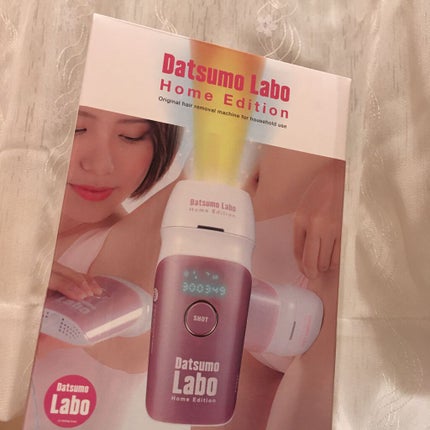 Datsumo Labo
Home Edition
Original hair removal machine for household use
Datsumo Labo
Home Edition
300349
SHOT
Datsumo
Labo
Home Edition
Datsumo
Labo